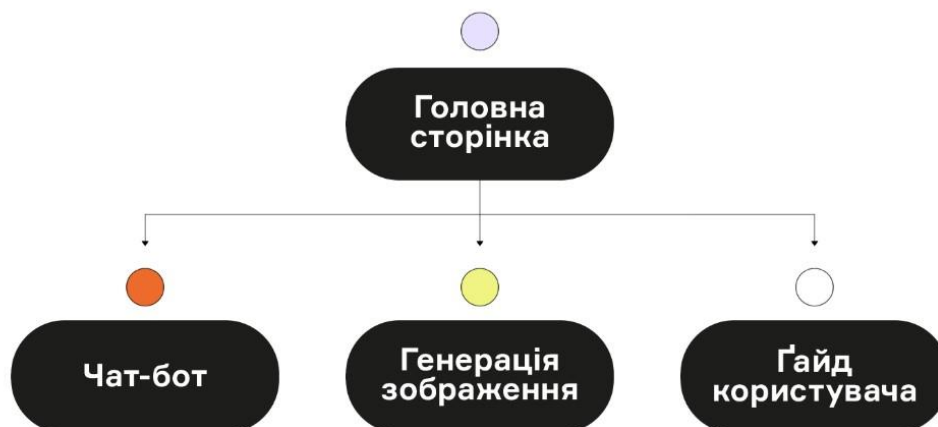 Головна
сторінка
Чат-бот
Генерація
зображення
Ґайд
користувача